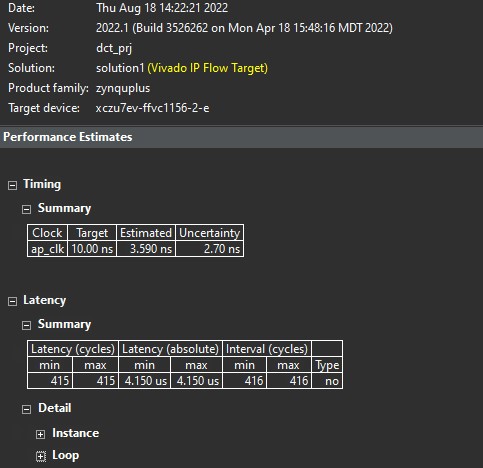 Date: Thu Aug 18 14:22:21 2022
Version: 2022.1 (Build 3526262 on Mon Apr 18 15:48:16 MDT 2022)
Project: dct_prj
Solution: solution1 (Vivado IP Flow Target)
Product family: zynquplus
Target device: xczu7ev-ffvc1156-2-e
Performance Estimates
Timing
Summary
Clock Target Estimated Uncertainty
ap_clk 10.00 ns 3.590 ns 2.70 ns
Latency
Summary
Latency (cycles) Latency (absolute) Interval (cycles)
min max min max min max Type
415 415 4.150 us 4.150 us 416 416 no
Detail
Instance
Loop